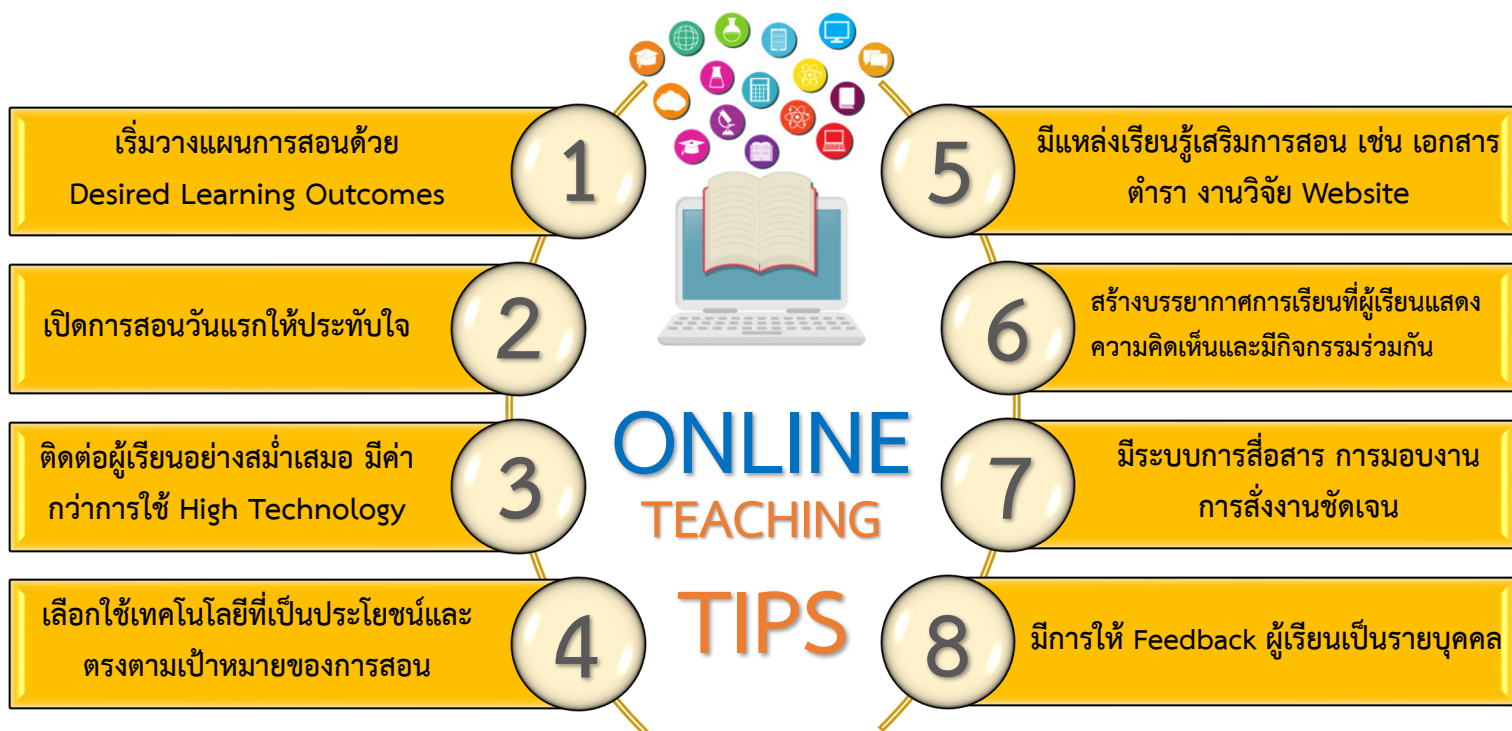 1
เริ่มวางแผนการสอนด้วย
Desired Learning Outcomes
2
เปิดการสอนวันแรกให้ประทับใจ
3
ติดต่อผู้เรียนอย่างสม่ำเสมอ มีค่า
กว่าการใช้ High Technology
4
เลือกใช้เทคโนโลยีที่เป็นประโยชน์และ
ตรงตามเป้าหมายของการสอน
ONLINE
TEACHING
TIPS
5
มีแหล่งเรียนรู้เสริมการสอน เช่น เอกสาร
ตำรา งานวิจัย Website
6
สร้างบรรยากาศการเรียนที่ผู้เรียนแสดง
ความคิดเห็นและมีกิจกรรมร่วมกัน
7
มีระบบการสื่อสาร การมอบงาน
การสั่งงานชัดเจน
8
มีการให้ Feedback ผู้เรียนเป็นรายบุคคล